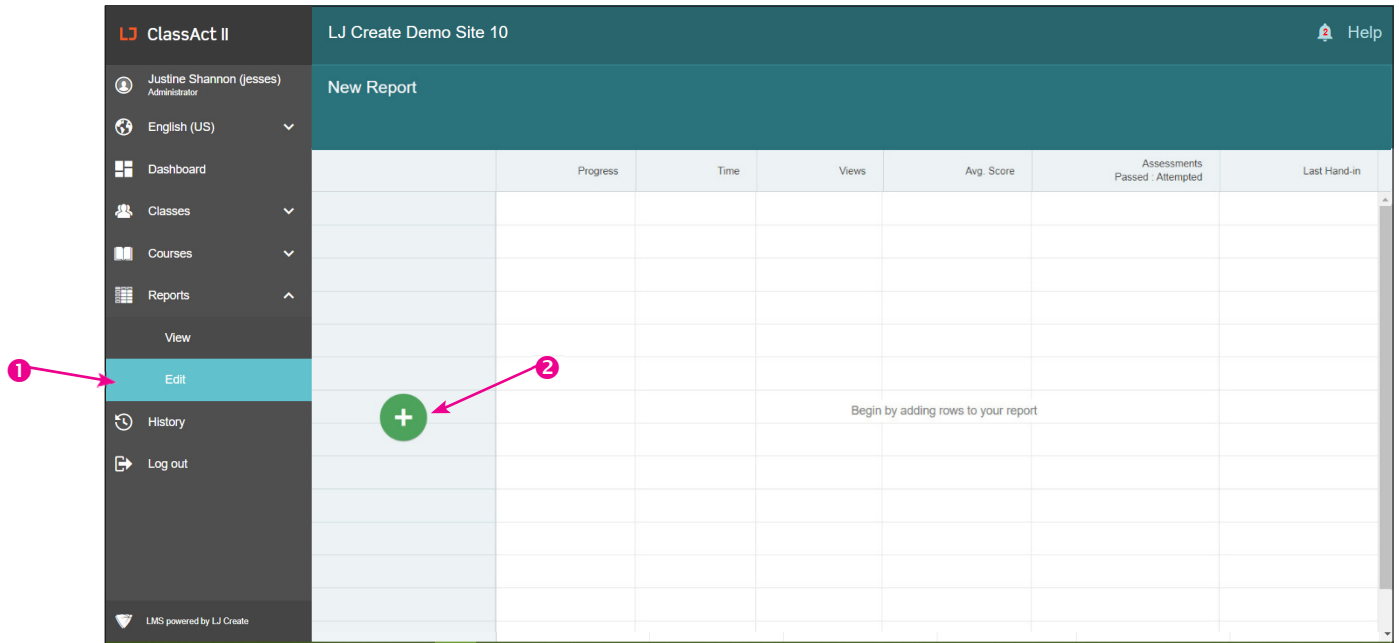 LJ ClassAct II
LJ Create Demo Site 10
2
Help
Justine Shannon (jesses)
Administrator
New Report
English (US)
Dashboard
Classes
Courses
Reports
View
Edit
History
Log out
LMS powered by LJ Create
Progress
Time
Views
Avg. Score
Assessments
Passed : Attempted
Last Hand-in
Begin by adding rows to your report
+
1
2